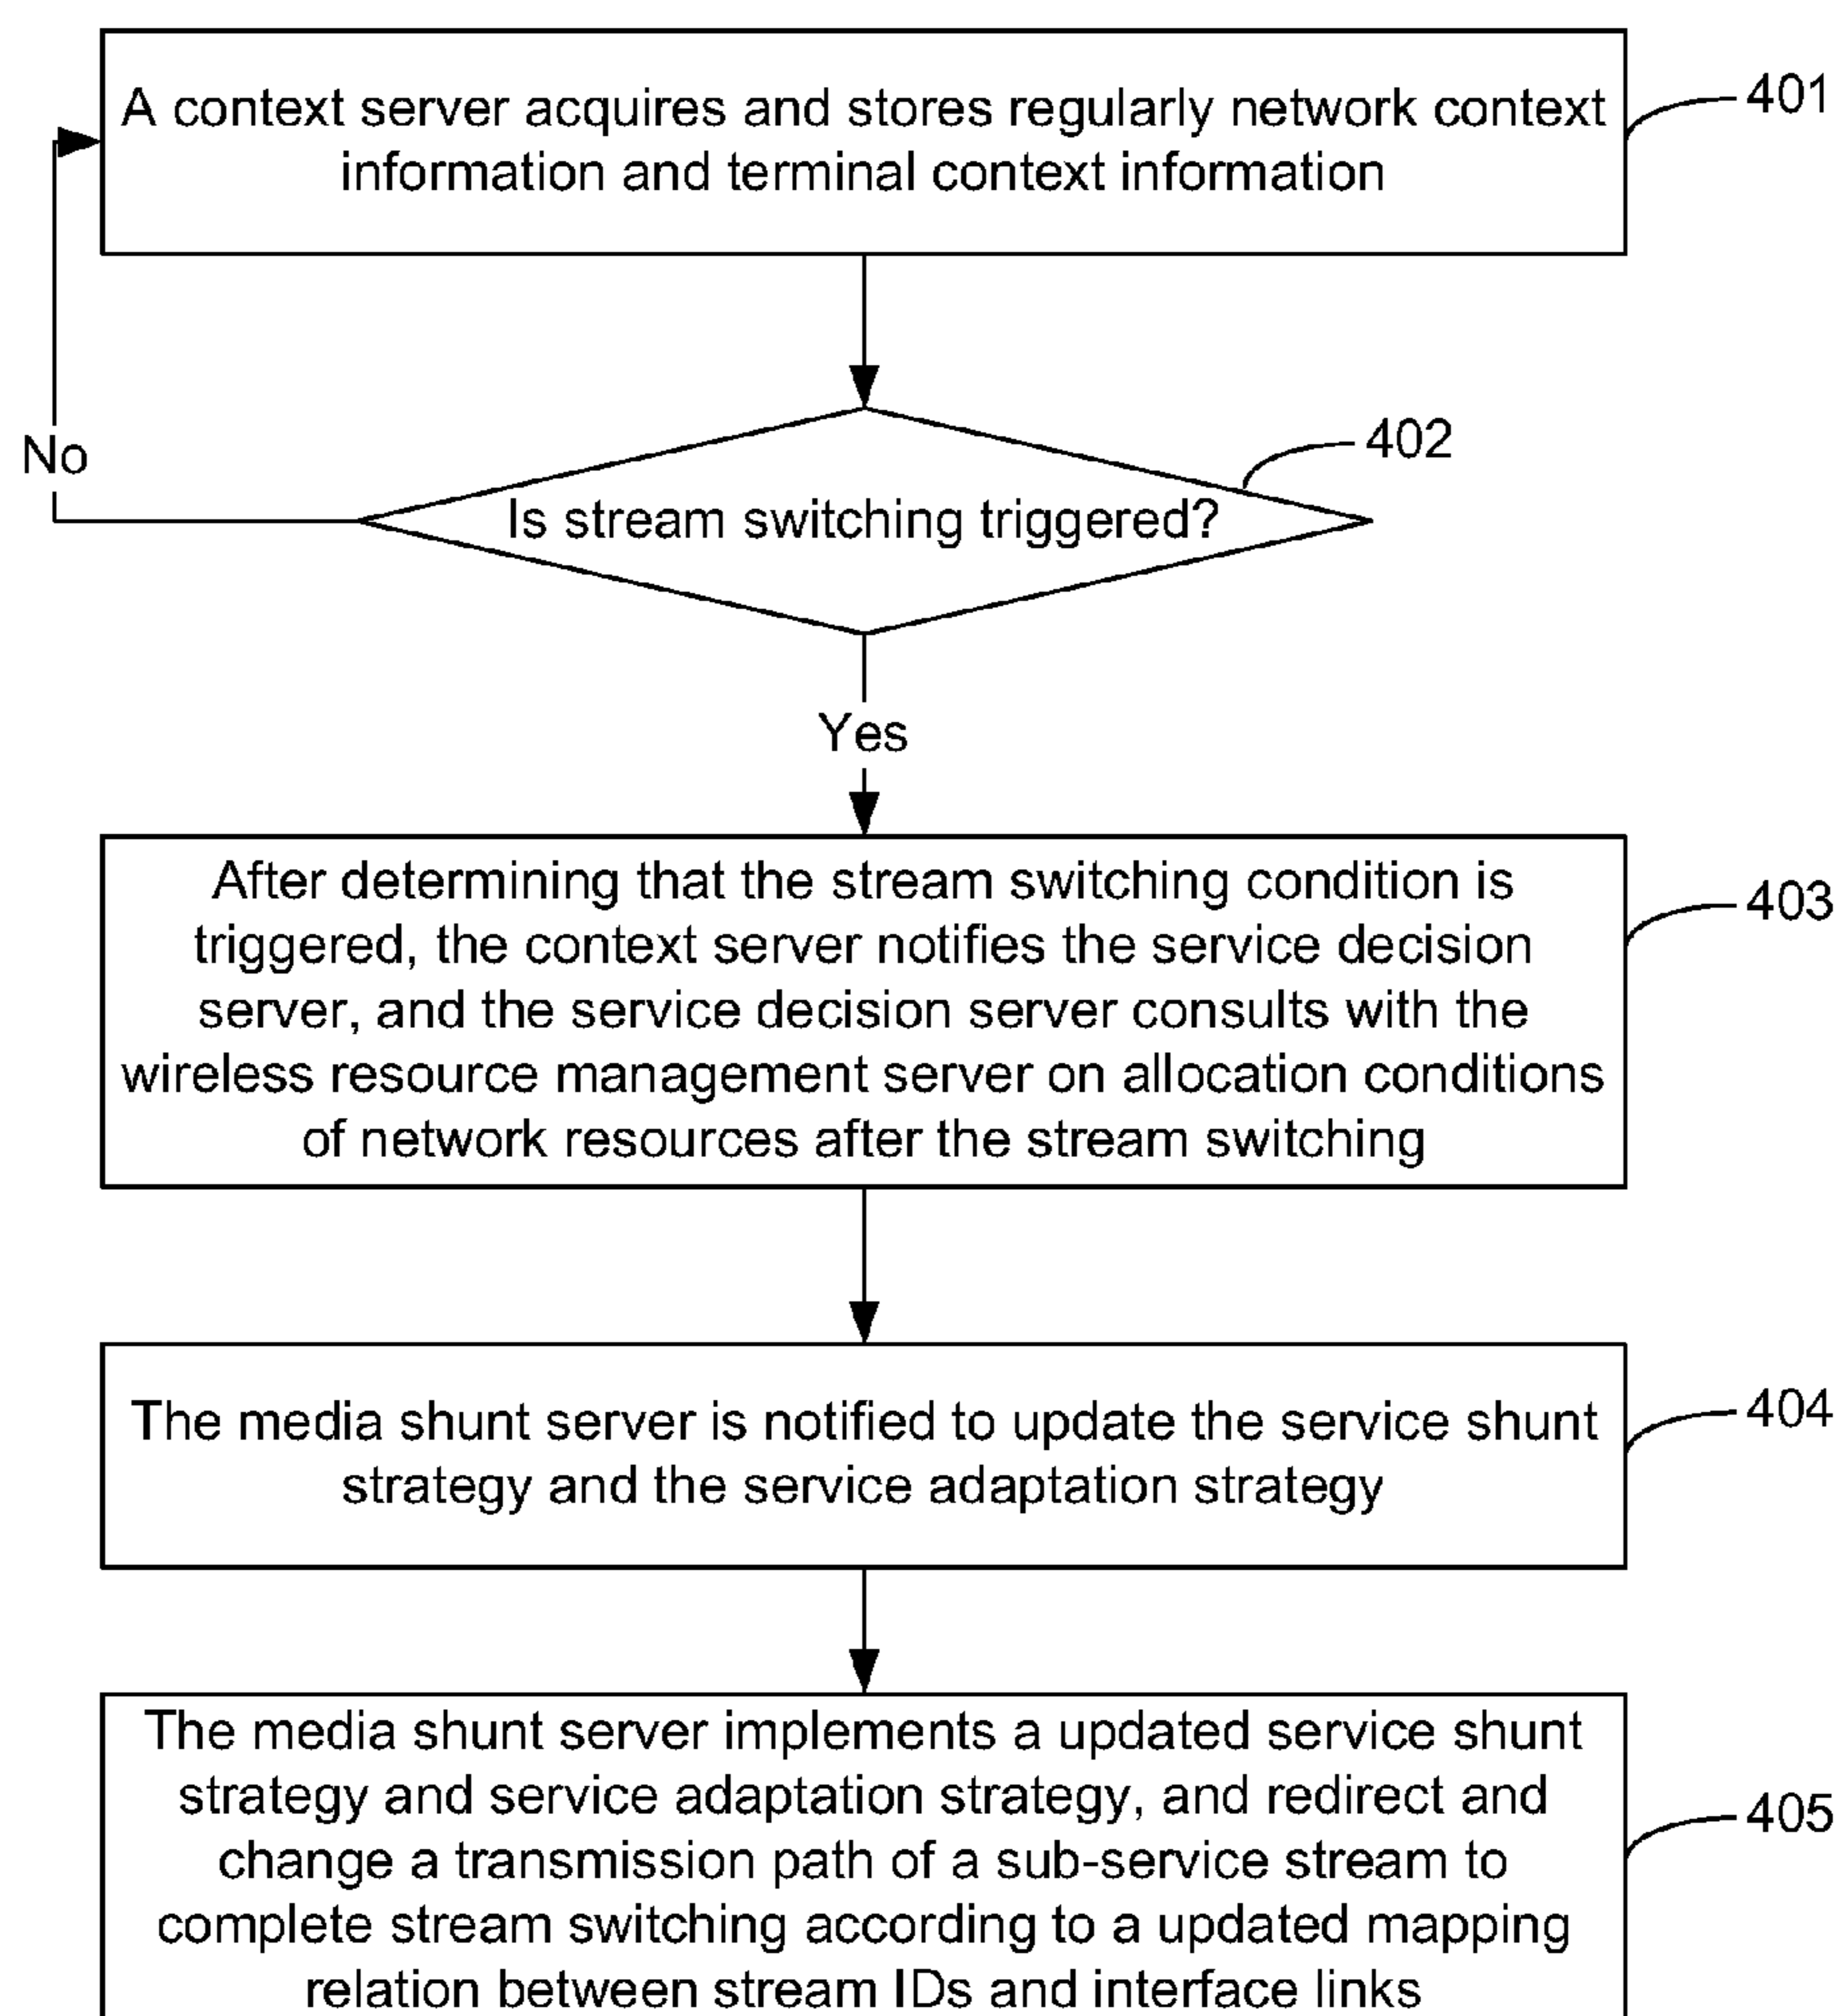 A context server acquires and stores regularly network context
information and terminal context information
401
No
402
Is stream switching triggered?
Yes
After determining that the stream switching condition is
triggered, the context server notifies the service decision
server, and the service decision server consults with the
wireless resource management server on allocation conditions
of network resources after the stream switching
403
The media shunt server is notified to update the service shunt
strategy and the service adaptation strategy
404
The media shunt server implements a updated service shunt
strategy and service adaptation strategy, and redirect and
change a transmission path of a sub-service stream to
complete stream switching according to a updated mapping
relation between stream IDs and interface links
405